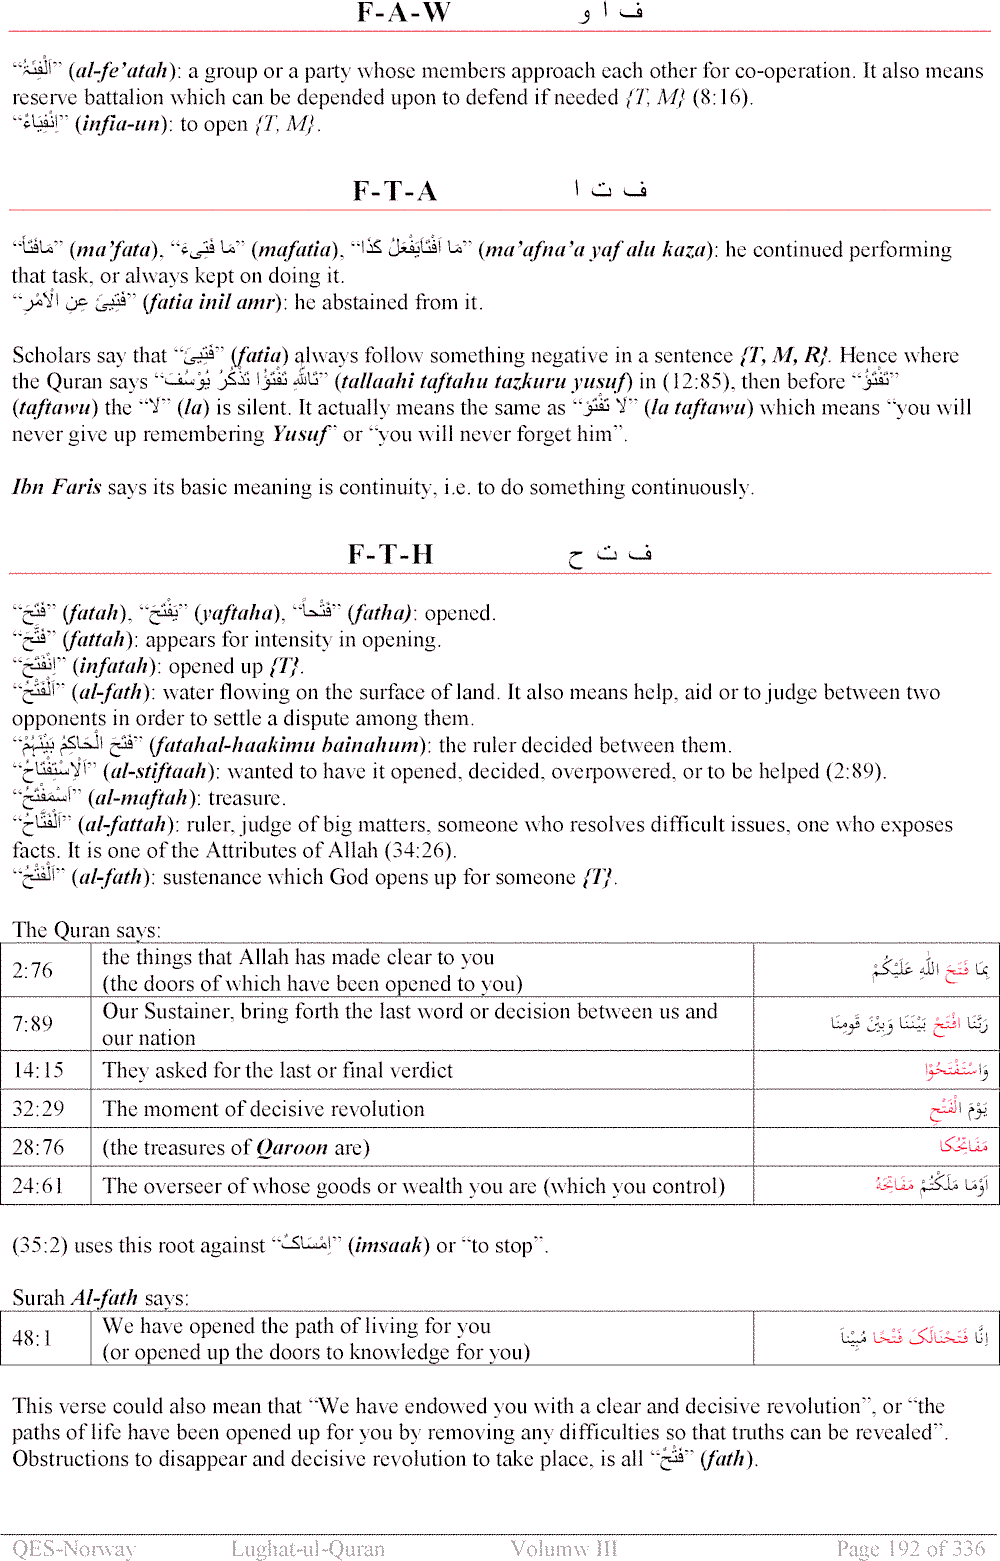 F-A-W ف ا و
“اَلْفِئَۃُ” (al-fe’atah): a group or a party whose members approach each other for co-operation. It also means
reserve battalion which can be depended upon to defend if needed {T, M} (8:16).
“اِنْفِیَاءٌ” (infia-un): to open {T, M}.
F-T-A ف ت ا
“مَافَتَأَ” (ma’fata), “مَا فَتِیءَ” (mafatia), “مَا اَفْتَأَیَفْعَلُ کَذَا” (ma’afna’a yaf alu kaza): he continued performing
that task, or always kept on doing it.
“فَتِیئَ عَنِ الْاَمْرِ” (fatia inil amr): he abstained from it.
Scholars say that “فَتِیئَ” (fatia) always follow something negative in a sentence {T, M, R}. Hence where
the Quran says “تَاللّٰہِ تَفْتَؤُا تَذْکُرُ یُوْسُفَ” (tallaahi taftahu tazkuru yusuf) in (12:85), then before “تَفْتَؤُ”
(taftawu) the “لَا” (la) is silent. It actually means the same as “لَا تَفْتَوْ” (la taftawu) which means “you will
never give up remembering Yusuf” or “you will never forget him”.
Ibn Faris says its basic meaning is continuity, i.e. to do something continuously.
F-T-H ف ت ح
“فَتَحَ” (fatah), “یَفْتَحُ” (yaftaha), “فَتْحاً” (fatha): opened.
“فَتَّحَ” (fattah): appears for intensity in opening.
“اِنْفَتَحَ” (infatah): opened up {T}.
“اَلْفَتْحُ” (al-fath): water flowing on the surface of land. It also means help, aid or to judge between two
opponents in order to settle a dispute among them.
“فَتَحَ الْحَاکِمُ بَیْنَہُمْ” (fatahal-haakimu bainahum): the ruler decided between them.
“اَلْاِسْتِفْتَاحُ” (al-stiftaah): wanted to have it opened, decided, overpowered, or to be helped (2:89).
“اَسْمَفْتَحُ” (al-maftah): treasure.
“اَلْفَتَّاحُ” (al-fattah): ruler, judge of big matters, someone who resolves difficult issues, one who exposes
facts. It is one of the Attributes of Allah (34:26).
“اَلْفَتْحُ” (al-fath): sustenance which God opens up for someone {T}.
The Quran says:
2:76 the things that Allah has made clear to you بِمَا فَتَحَ اللّٰہِ عَلَیْکُمْ
(the doors of which have been opened to you)
7:89 Our Sustainer, bring forth the last word or decision between us and رَبَّنَا افْتَحْ بَیْنَنَا وَبِیْنَ قَومِنَا
our nation
14:15 They asked for the last or final verdict وَاسْتَفْتَحُوْا
32:29 The moment of decisive revolution یَوْمَ الْفَتْحِ
28:76 (the treasures of Qaroon are) مَفَاتِحُکَا
24:61 The overseer of whose goods or wealth you are (which you control) اَوْمَا مَلَکْتُمْ مَفَاتِحَہٗ
(35:2) uses this root against “اِمْسَاکٌ” (imsaak) or “to stop”.
Surah Al-fath says:
48:1 We have opened the path of living for you اِنَّا فَتَحْنَالَکَ فَتْحًا مُبِیْناً
(or opened up the doors to knowledge for you)
This verse could also mean that “We have endowed you with a clear and decisive revolution”, or “the
paths of life have been opened up for you by removing any difficulties so that truths can be revealed”.
Obstructions to disappear and decisive revolution to take place, is all “فَتْحٌ” (fath).
QES-Norway Lughat-ul-Quran Volumw III Page 192 of 336